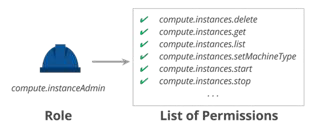 compute.instances.delete
compute.instances.get
compute.instances.list
compute.instances.setMachineType
compute.instances.start
compute.instances.stop
...
compute.instanceAdmin
Role
List of Permissions